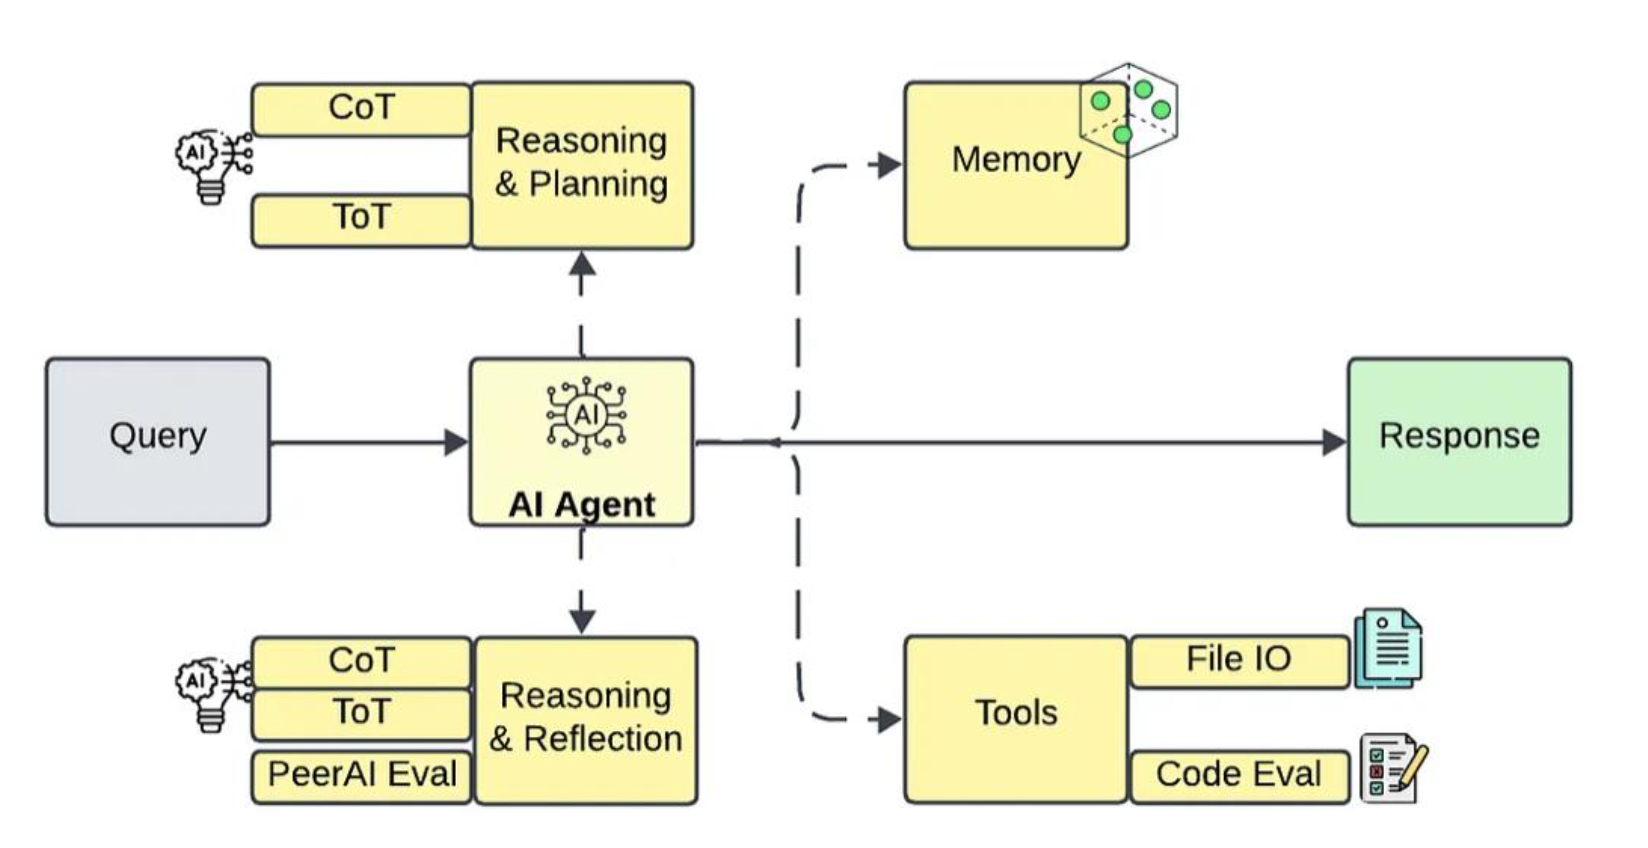 CoT
Reasoning
& Planning
ToT
AI
Memory
Query
AI
AI Agent
Response
CoT
ToT
PeerAI Eval
AI
Reasoning
& Reflection
Tools
File IO
Code Eval